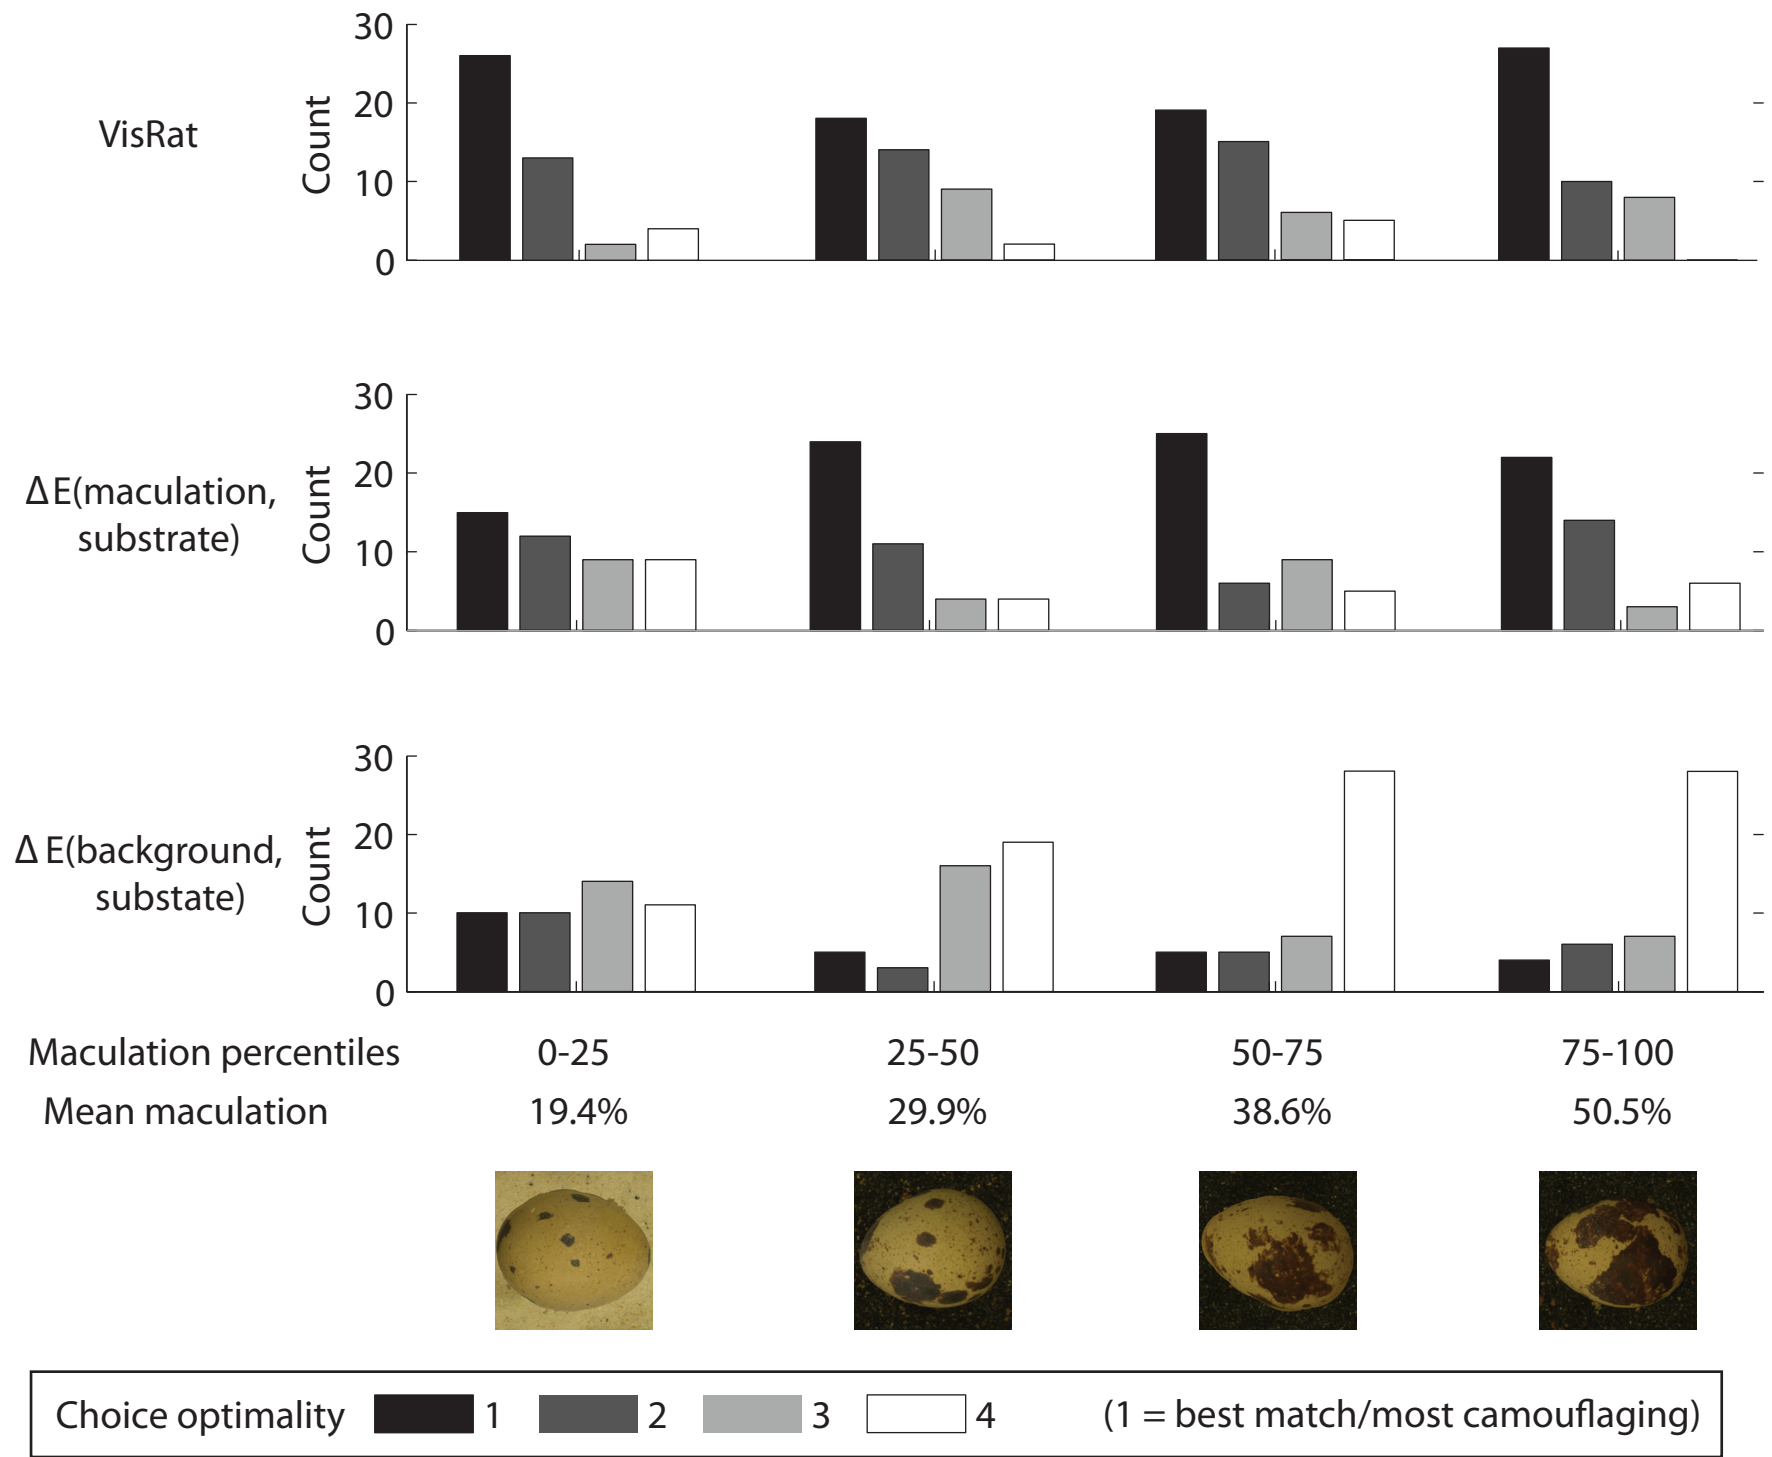 30
20
10
0
Count
VisRat
30
20
10
0
Count
ΔE(maculation,
substrate)
30
20
10
0
Count
Δ E(background,
substate)
Maculation percentiles 0-25 25-50 50-75 75-100
Mean maculation 19.4% 29.9% 38.6% 50.5%
Choice optimality 1 2 3 4 (1 = best match/most camouflaging)